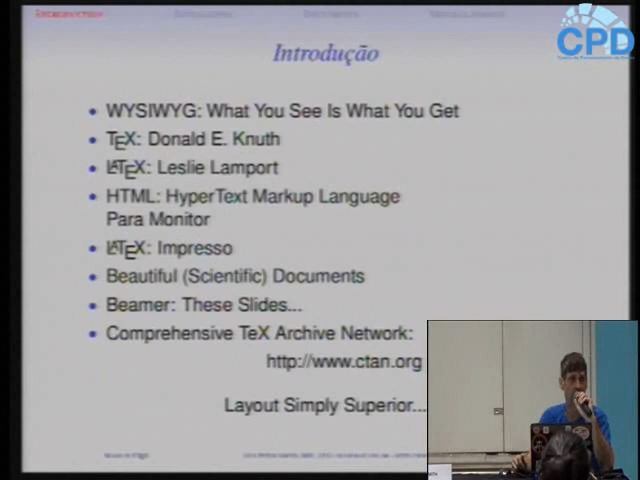 CPD
Introdução
WYSIWYG: What You See Is What You Get
TEX: Donald E. Knuth
LATEX: Leslie Lamport
HTML: HyperText Markup Language
Para Monitor
LATEX: Impresso
Beautiful (Scientific) Documents
Beamer: These Slides...
Comprehensive TeX Archive Network:
http://www.ctan.org
Layout Simply Superior...